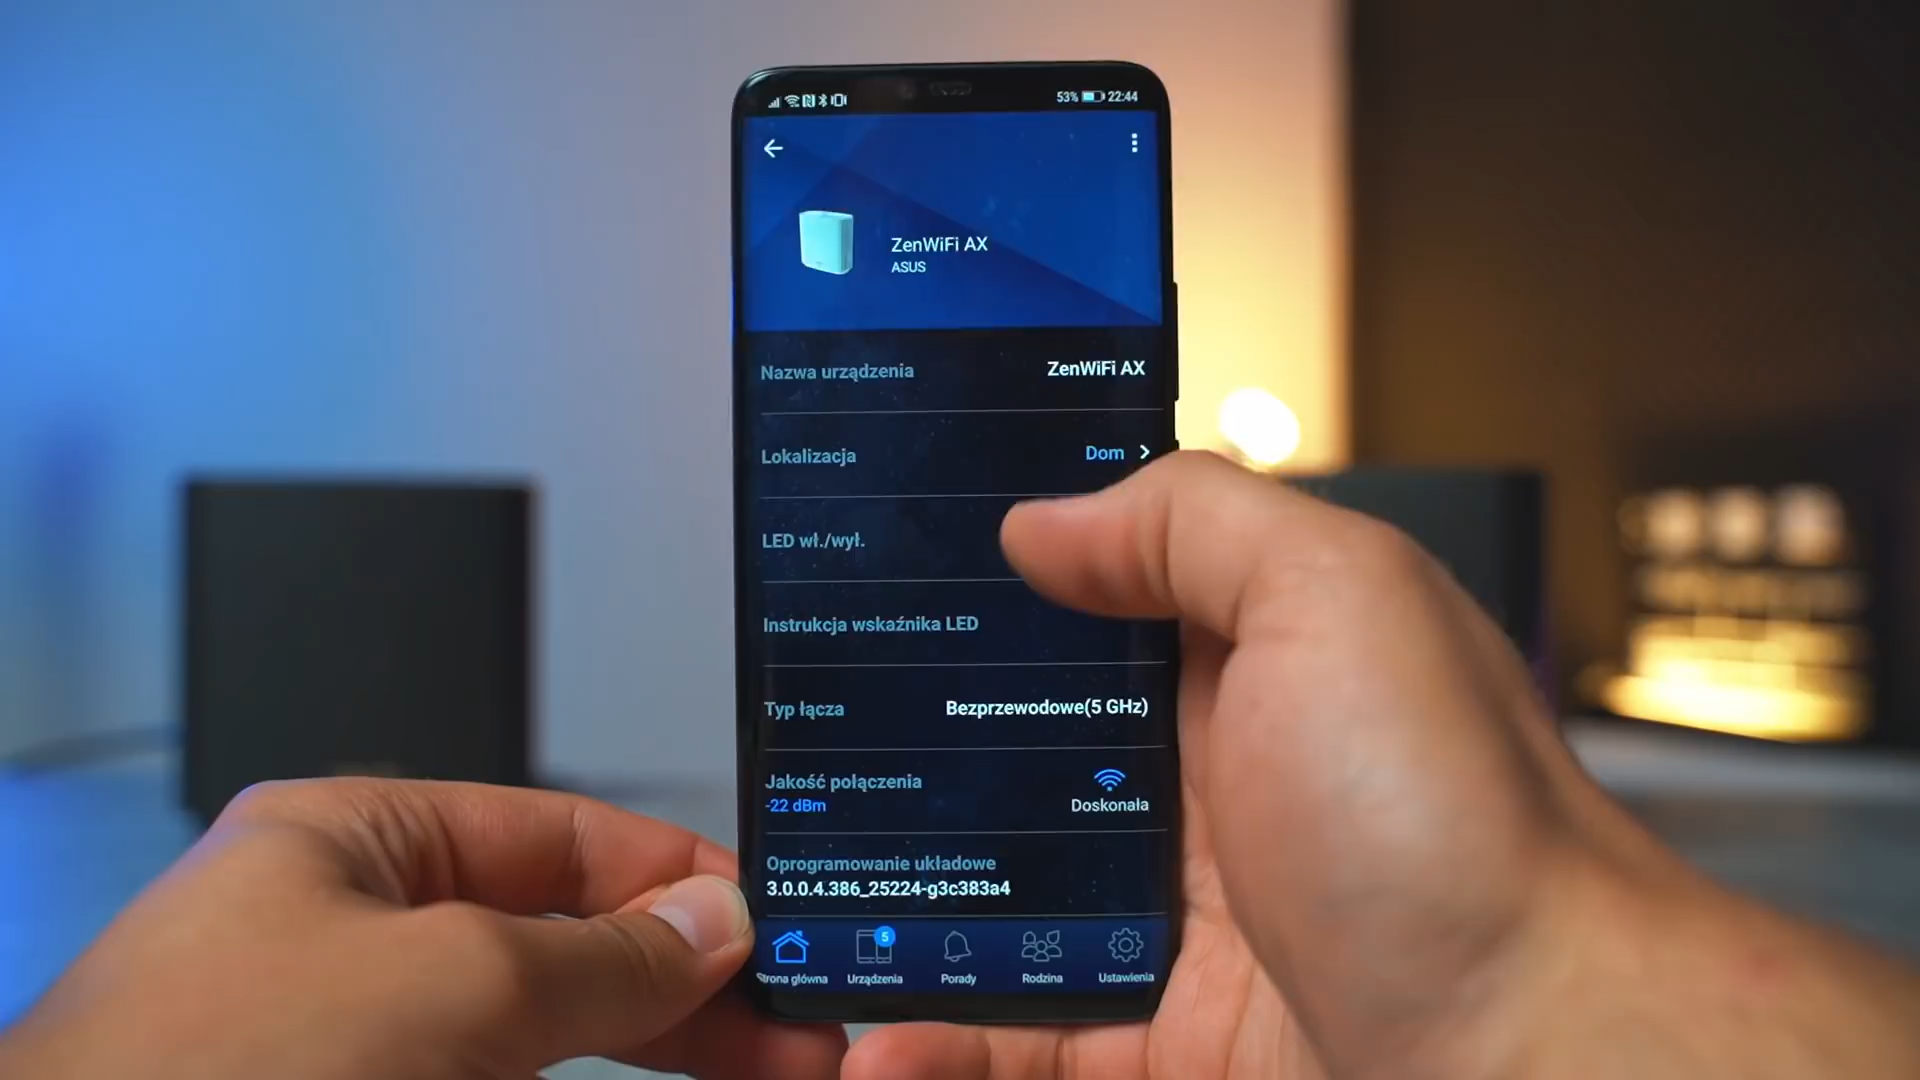 53% 22:44
ZenWiFi AX
ASUS
Nazwa urządzenia ZenWiFi AX
Lokalizacja Dom
LED wł./wył.
Instrukcja wskaźnika LED
Typ łącza Bezprzewodowe(5 GHz)
Jakość połączenia
-22 dBm Doskonała
Oprogramowanie układowe
3.0.0.4.386_25224-g3c383a4
5
Strona główna Urządzenia Porady Rodzina Ustawienia